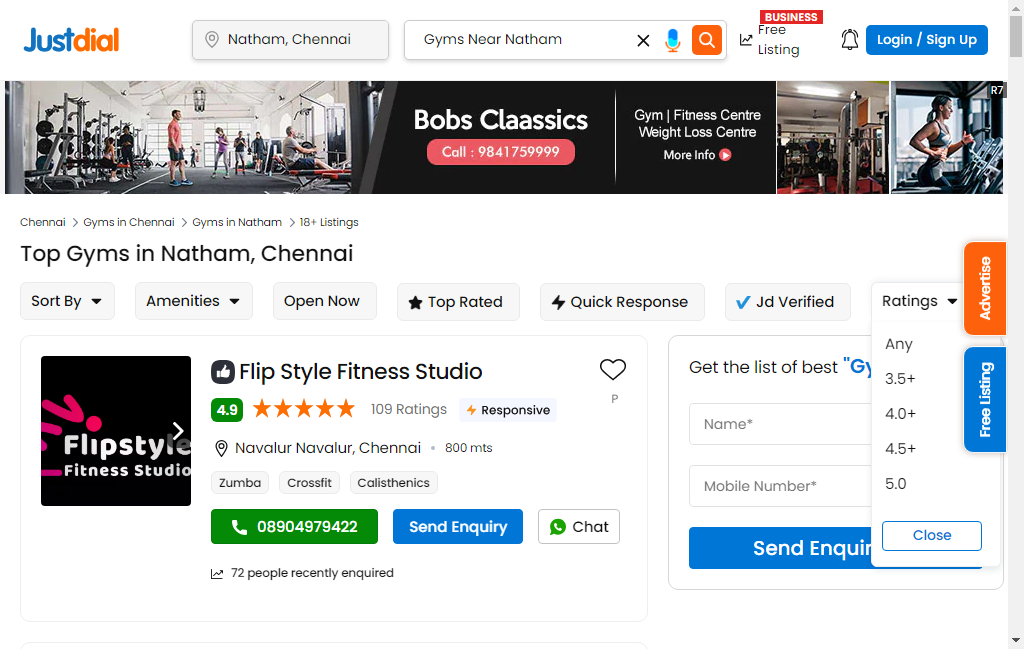 Justdial
Natham, Chennai
Gyms Near Natham
BUSINESS
Free
Listing
Login / Sign Up
Bobs Claassics
Call : 9841759999
Gym | Fitness Centre
Weight Loss Centre
More Info
R7
Chennai > Gyms in Chennai > Gyms in Natham > 18+ Listings
Top Gyms in Natham, Chennai
Sort By
Amenities
Open Now
Top Rated
Quick Response
Jd Verified
Ratings
Any
3.5+
4.0+
4.5+
5.0
Close
Advertise
Free Listing
Flipstyle
Fitness Studio
Flip Style Fitness Studio
4.9
109 Ratings
Responsive
P
Navalur Navalur, Chennai • 800 mts
Zumba
Crossfit
Calisthenics
08904979422
Send Enquiry
Chat
72 people recently enquired
Get the list of best "Gy
Name*
Mobile Number*
Send Enquir